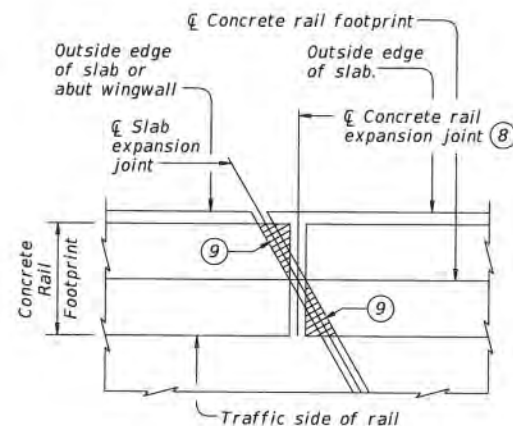 ℄ Concrete rail footprint
Outside edge
of slab or
abut wingwall
Outside edge
of slab.
℄ Slab
expansion
joint
℄ Concrete rail
expansion joint 8
9
9
Concrete
Rail
Footprint
Traffic side of rail